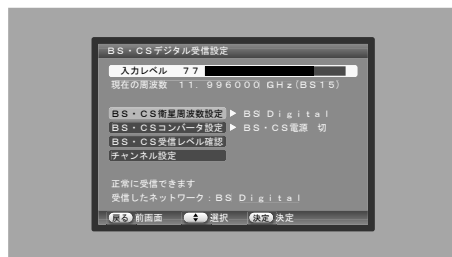 BS・CSデジタル受信設定
入力レベル 77
現在の周波数 11.996000 GHz(BS15)
BS・CS衛星周波数設定 ▶ BS Digital
BS・CSコンバータ設定 ▶ BS・CS電源 切
BS・CS受信レベル確認
チャンネル設定
正常に受信できます
受信したネットワーク:BS Digital
戻る 前画面 選択 決定 決定